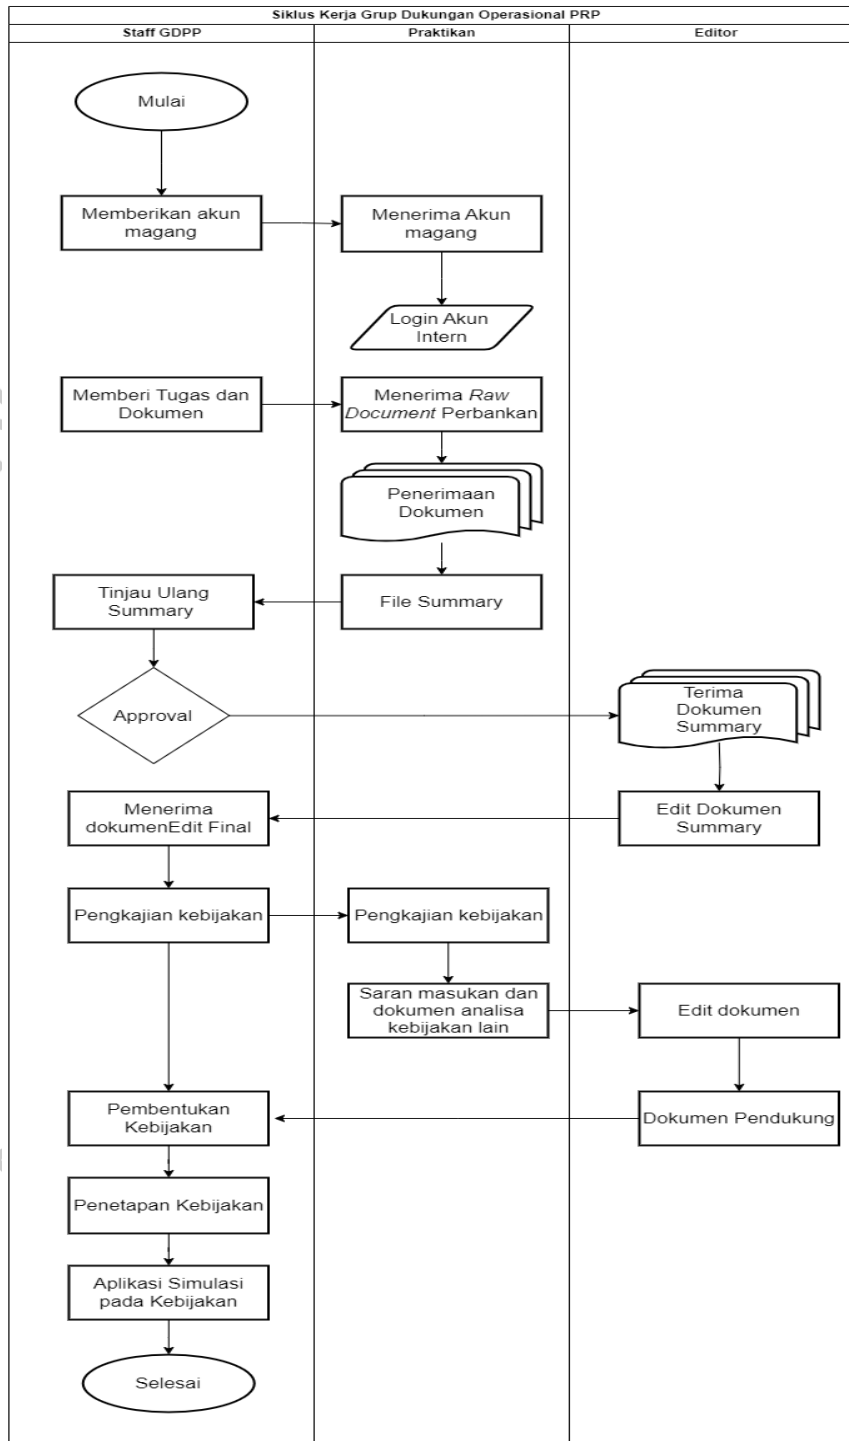 Siklus Kerja Grup Dukungan Operasional PRP
Staff GDPP
Praktikan
Editor
Mulai
Memberikan akun
magang
Menerima Akun
magang
Login Akun
Intern
Memberi Tugas dan
Dokumen
Menerima Raw
Document Perbankan
Penerimaan
Dokumen
Tinjau Ulang
Summary
File Summary
Approval
Terima
Dokumen
Summary
Menerima
dokumenEdit Final
Edit Dokumen
Summary
Pengkajian kebijakan
Pengkajian kebijakan
Saran masukan dan
dokumen analisa
kebijakan lain
Edit dokumen
Pembentukan
Kebijakan
Dokumen Pendukung
Penetapan Kebijakan
Aplikasi Simulasi
pada Kebijakan
Selesai